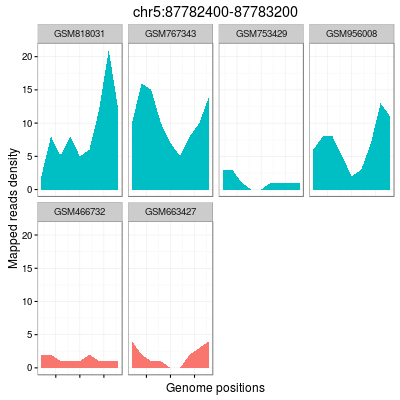 chr5:87782400-87783200
GSM818031 GSM767343 GSM753429 GSM956008
20
15
10
5
0
Mapped reads density
GSM466732 GSM663427
20
15
10
5
0
Genome positions